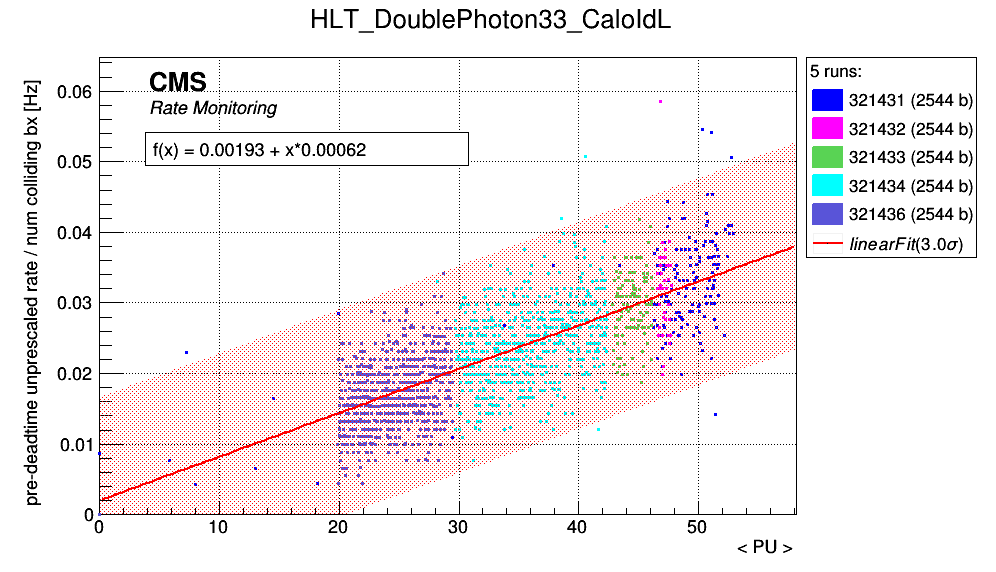 HLT_DoublePhoton33_CaloIdL
pre-deadtime unprescaled rate / num colliding bx [Hz]
CMS
Rate Monitoring
f(x) = 0.00193 + x*0.00062
0.06
0.05
0.04
0.03
0.02
0.01
0
0 10 20 30 40 50
< PU >
5 runs:
321431 (2544 b)
321432 (2544 b)
321433 (2544 b)
321434 (2544 b)
321436 (2544 b)
linearFit(3.0σ)